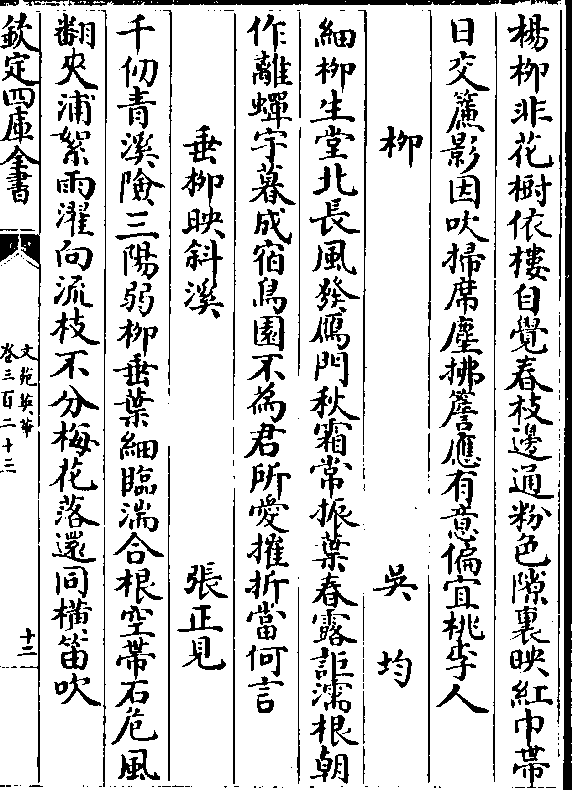 楊柳非花樹依樓自覺春枝邊通粉色隙裏映紅巾帶
日交簾影因吹掃席塵拂簷應有意偏宜桃李人
柳 吳均
細柳生堂北長風發雁門秋霜常振葉春露詎濡根朝
作離蟬宇暮成宿鳥園不為君所愛摧折當何言
垂柳映斜溪 張正見
千仞青溪險三陽弱柳垂葉細臨湍合根空帶石危風
翻夾浦絮雨濯向流枝不分梅花落還同橫笛吹
欽定四庫全書 文苑英華 卷三百二十三 十二